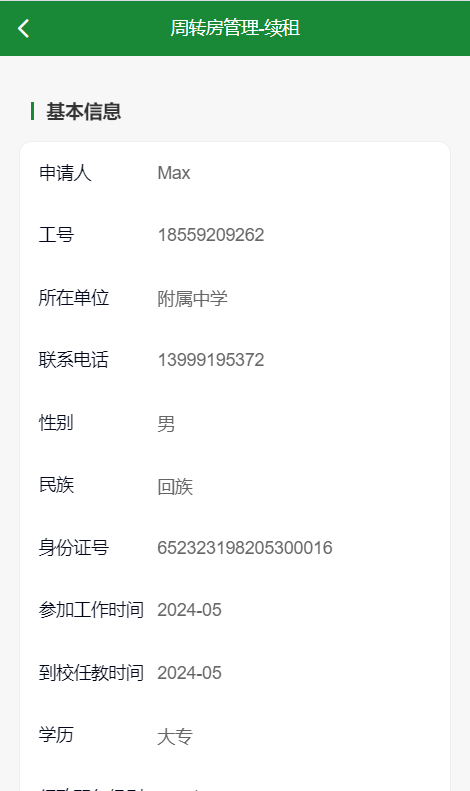 周转房管理-续租
基本信息
申请人 Max
工号 18559209262
所在单位 附属中学
联系电话 13999195372
性别 男
民族 回族
身份证号 652323198205300016
参加工作时间 2024-05
到校任教时间 2024-05
学历 大专